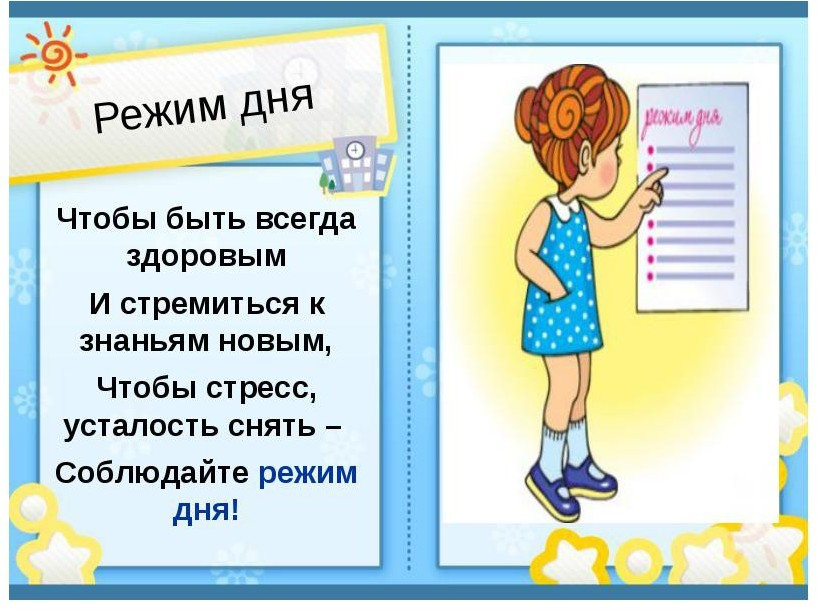 Режим дня
Чтобы быть всегда
здоровым
И стремиться к
знаньям новым,
Чтобы стресс,
усталость снять –
Соблюдайте режим
дня!
режим дня